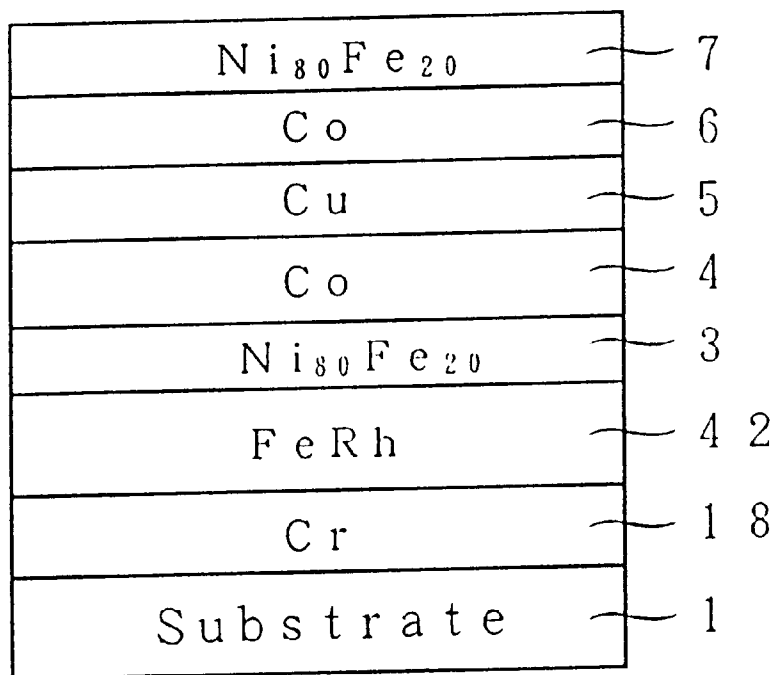 Ni₈₀Fe₂₀ 7
Co 6
Cu 5
Co 4
Ni₈₀Fe₂₀ 3
FeRh 42
Cr 18
Substrate 1